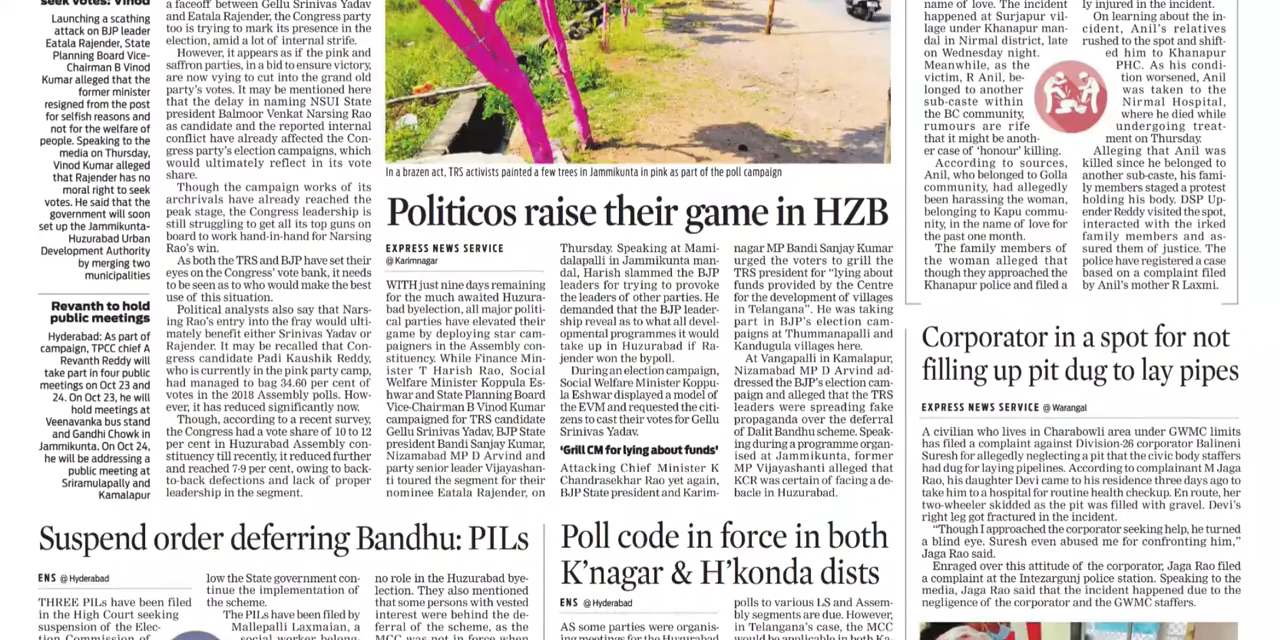 seek votes: Vinod
Launching a scathing
attack on BJP leader
Eatala Rajender, State
Planning Board Vice-
Chairman B Vinod
Kumar alleged that the
former minister
resigned from the post
for selfish reasons and
not for the welfare of
people. Speaking to the
media on Thursday,
Vinod Kumar alleged
that Rajender has no
moral right to seek
votes. He said that the
government will soon
set up the Jammikunta-
Huzurabad Urban
Development Authority
by merging two
municipalities
Revanth to hold
public meetings
Hyderabad: As part of
campaign, TPCC chief A
Revanth Reddy will
take part in four public
meetings on Oct 23 and
24. On Oct 23, he will
hold meetings at
Veenavanka bus stand
and Gandhi Chowk in
Jammikunta. On Oct 24,
he will be addressing a
public meeting at
Sriramulapally and
Kamalapur
a faceoff between Gellu Srinivas Yadav
and Eatala Rajender, the Congress party
too is trying to mark its presence in the
election, amid a lot of internal strife.
However, it appears as if the pink and
saffron parties, in a bid to ensure victory,
are now vying to cut into the grand old
party's votes. It may be mentioned here
that the delay in naming NSUI State
president Balmoor Venkat Narsing Rao
as candidate and the reported internal
conflict have already affected the Con-
gress party's election campaigns, which
would ultimately reflect in its vote
share.
Though the campaign works of its
archrivals have already reached the
peak stage, the Congress leadership is
still struggling to get all its top guns on
board to work hand-in-hand for Narsing
Rao's win.
As both the TRS and BJP have set their
eyes on the Congress' vote bank, it needs
to be seen as to who would make the best
use of this situation.
Political analysts also say that Nars-
ing Rao's entry into the fray would ulti-
mately benefit either Srinivas Yadav or
Rajender. It may be recalled that Con-
gress candidate Padi Kaushik Reddy,
who is currently in the pink party camp,
had managed to bag 34.60 per cent of
votes in the 2018 Assembly polls. How-
ever, it has reduced significantly now.
Though, according to a recent survey,
the Congress had a vote share of 10 to 12
per cent in Huzurabad Assembly con-
stituency till recently, it reduced further
and reached 7-9 per cent, owing to back-
to-back defections and lack of proper
leadership in the segment.
In a brazen act, TRS activists painted a few trees in Jammikunta in pink as part of the poll campaign
Politicos raise their game in HZB
EXPRESS NEWS SERVICE
@ Karimnagar
WITH just nine days remaining
for the much awaited Huzura-
bad byelection, all major politi-
cal parties have elevated their
game by deploying star cam-
paigners in the Assembly con-
stituency. While Finance Min-
ister T Harish Rao, Social
Welfare Minister Koppula Es-
hwar and State Planning Board
Vice-Chairman B Vinod Kumar
campaigned for TRS candidate
Gellu Srinivas Yadav, BJP State
president Bandi Sanjay Kumar,
Nizamabad MP D Arvind and
party senior leader Vijayashan-
ti toured the segment for their
nominee Eatala Rajender, on
Thursday. Speaking at Mami-
dalapalli in Jammikunta man-
dal, Harish slammed the BJP
leaders for trying to provoke
the leaders of other parties. He
demanded that the BJP leader-
ship reveal as to what all devel-
opmental programmes it would
take up in Huzurabad if Ra-
jender won the bypoll.
During an election campaign,
Social Welfare Minister Koppu-
la Eshwar displayed a model of
the EVM and requested the citi-
zens to cast their votes for Gellu
Srinivas Yadav.
'Grill CM for lying about funds'
Attacking Chief Minister K
Chandrasekhar Rao yet again,
BJP State president and Karim-
nagar MP Bandi Sanjay Kumar
urged the voters to grill the
TRS president for "lying about
funds provided by the Centre
for the development of villages
in Telangana". He was taking
part in BJP's election cam-
paigns at Thummanapalli and
Kandugula villages here.
At Vangapalli in Kamalapur,
Nizamabad MP D Arvind ad-
dressed the BJP's election cam-
paign and alleged that the TRS
leaders were spreading fake
propaganda over the deferral
of Dalit Bandhu scheme. Speak-
ing during a programme organ-
ised at Jammikunta, former
MP Vijayashanti alleged that
KCR was certain of facing a de-
bacle in Huzurabad.
name of love. The incident
happened at Surjapur vil-
lage under Khanapur man-
dal in Nirmal district, late
on Wednesday night.
Meanwhile, as the
victim, R Anil, be-
longed to another
sub-caste within
the BC community,
rumours are rife
that it might be anoth-
er case of 'honour' killing.
According to sources,
Anil, who belonged to Golla
community, had allegedly
been harassing the woman,
belonging to Kapu commu-
nity, in the name of love for
the past one month.
The family members of
the woman alleged that
though they approached the
Khanapur police and filed a
ly injured in the incident.
On learning about the in-
cident, Anil's relatives
rushed to the spot and shift-
ed him to Khanapur
PHC. As his condi-
tion worsened, Anil
was taken to the
Nirmal Hospital,
where he died while
undergoing treat-
ment on Thursday.
Alleging that Anil was
killed since he belonged to
another sub-caste, his fami-
ly members staged a protest
holding his body. DSP Up-
ender Reddy visited the spot,
interacted with the irked
family members and as-
sured them of justice. The
police have registered a case
based on a complaint filed
by Anil's mother R Laxmi.
Corporator in a spot for not
filling up pit dug to lay pipes
EXPRESS NEWS SERVICE @ Warangal
A civilian who lives in Charabowli area under GWMC limits
has filed a complaint against Division-26 corporator Balineni
Suresh for allegedly neglecting a pit that the civic body staffers
had dug for laying pipelines. According to complainant M Jaga
Rao, his daughter Devi came to his residence three days ago to
take him to a hospital for routine health checkup. En route, her
two-wheeler skidded as the pit was filled with gravel. Devi's
right leg got fractured in the incident.
"Though I approached the corporator seeking help, he turned
a blind eye. Suresh even abused me for confronting him,"
Jaga Rao said.
Enraged over this attitude of the corporator, Jaga Rao filed
a complaint at the Intezargunj police station. Speaking to the
media, Jaga Rao said that the incident happened due to the
negligence of the corporator and the GWMC staffers.
Suspend order deferring Bandhu: PILs
ENS @ Hyderabad
THREE PILs have been filed
in the High Court seeking
suspension of the Elec-
tion Commission of
low the State government con-
tinue the implementation of
the scheme.
The PILs have been filed by
Mallepalli Laxmaian, a
social worker belong-
no role in the Huzurabad bye-
lection. They also mentioned
that some persons with vested
interest were behind the de-
ferral of the scheme, as the
MCC was not in force when
Poll code in force in both
K'nagar & H'konda dists
ENS @ Hyderabad
AS some parties were organis-
ing meetings for the Huzurabad
polls to various LS and Assem-
bly segments are due. However,
in Telangana's case, the MCC
would be applicable in both Ka-